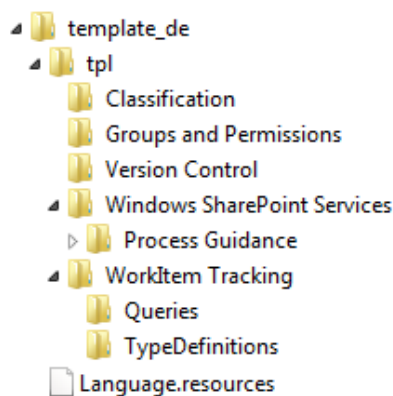 template_de
tpl
Classification
Groups and Permissions
Version Control
Windows SharePoint Services
Process Guidance
WorkItem Tracking
Queries
TypeDefinitions
Language.resources